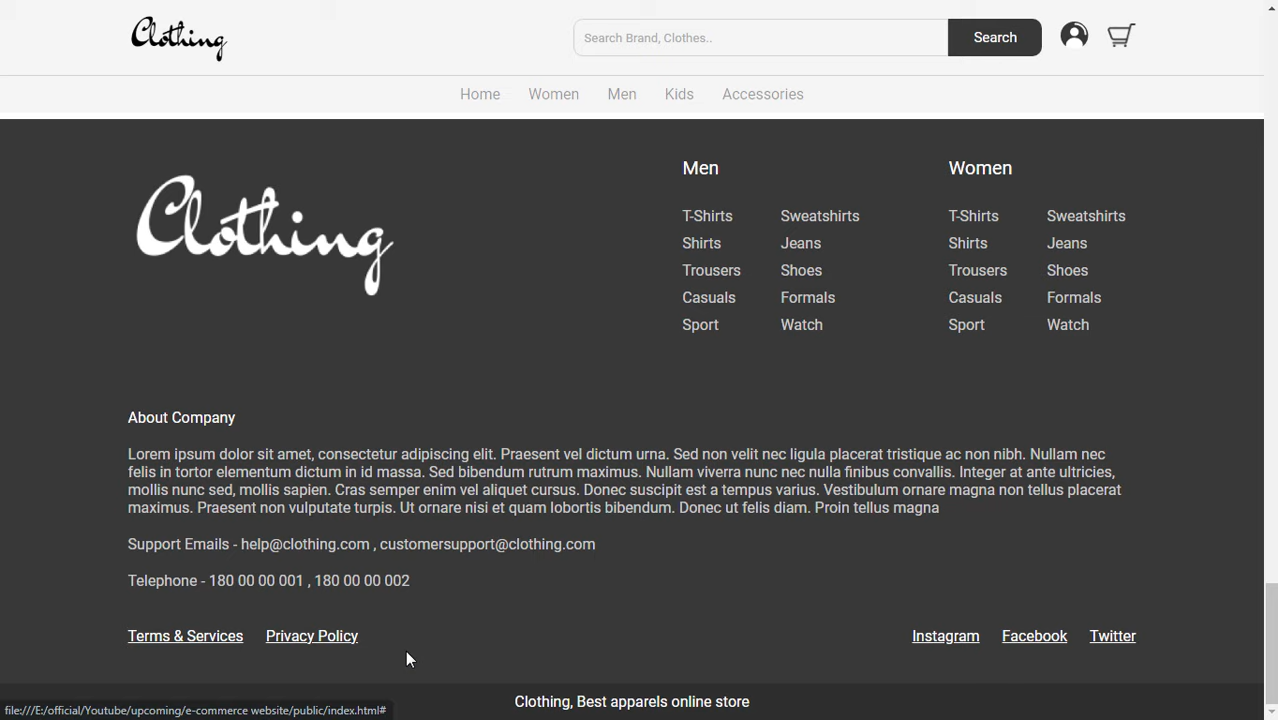 Clothing
Search Brand, Clothes..
Search
Home Women Men Kids Accessories
Clothing
Men
T-Shirts Sweatshirts
Shirts Jeans
Trousers Shoes
Casuals Formals
Sport Watch
Women
T-Shirts Sweatshirts
Shirts Jeans
Trousers Shoes
Casuals Formals
Sport Watch
About Company
Lorem ipsum dolor sit amet, consectetur adipiscing elit. Praesent vel dictum urna. Sed non velit nec ligula placerat tristique ac non nibh. Nullam nec
felis in tortor elementum dictum in id massa. Sed bibendum rutrum maximus. Nullam viverra nunc nec nulla finibus convallis. Integer at ante ultricies,
mollis nunc sed, mollis sapien. Cras semper enim vel aliquet cursus. Donec suscipit est a tempus varius. Vestibulum ornare magna non tellus placerat
maximus. Praesent non vulputate turpis. Ut ornare nisi et quam lobortis bibendum. Donec ut felis diam. Proin tellus magna
Support Emails - help@clothing.com , customersupport@clothing.com
Telephone - 180 00 00 001 , 180 00 00 002
Terms & Services Privacy Policy Instagram Facebook Twitter
Clothing, Best apparels online store
file:///E:/official/Youtube/upcoming/e-commerce website/public/index.html#